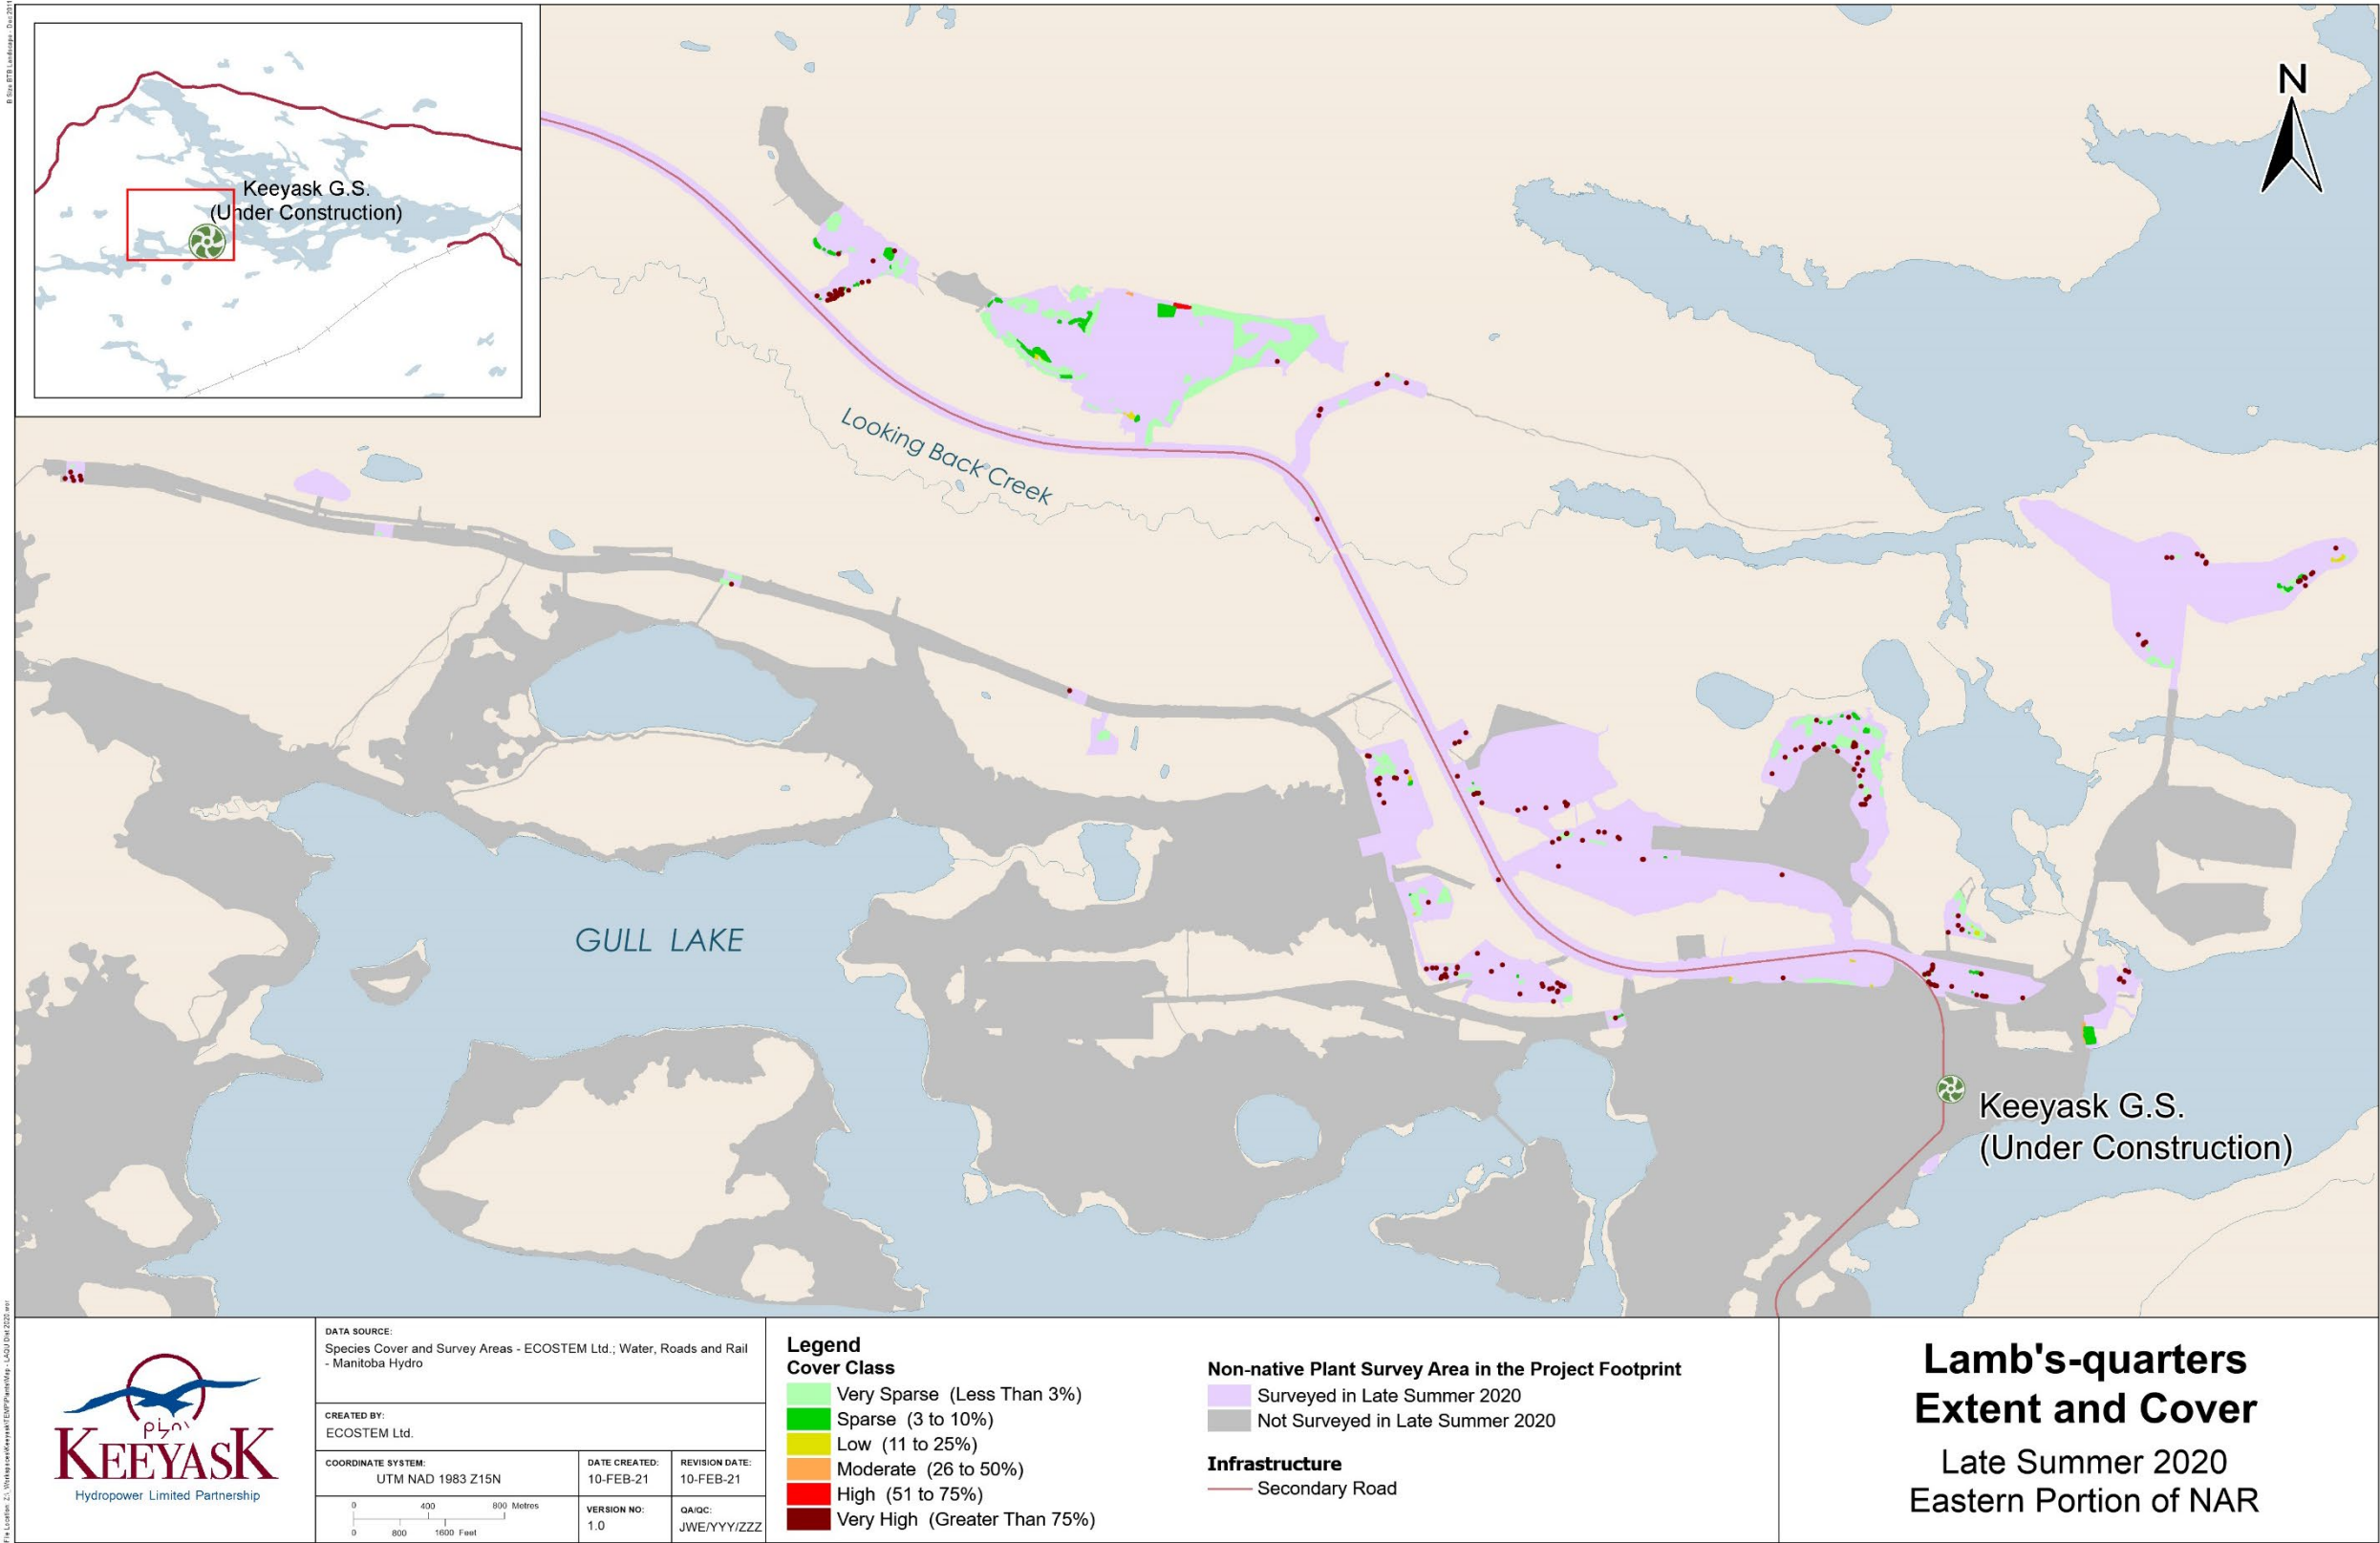 B Size BTB Landscape - Dec 2011
Keeyask G.S.
(Under Construction)
N
Looking Back Creek
GULL LAKE
Keeyask G.S.
(Under Construction)
KEEYASK
Hydropower Limited Partnership
DATA SOURCE:
Species Cover and Survey Areas - ECOSTEM Ltd.; Water, Roads and Rail
- Manitoba Hydro
CREATED BY:
ECOSTEM Ltd.
COORDINATE SYSTEM:
UTM NAD 1983 Z15N
DATE CREATED:
10-FEB-21
REVISION DATE:
10-FEB-21
0 400 800 Metres
0 800 1600 Feet
VERSION NO:
1.0
QA/QC:
JWE/YYY/ZZZ
Legend
Cover Class
Very Sparse (Less Than 3%)
Sparse (3 to 10%)
Low (11 to 25%)
Moderate (26 to 50%)
High (51 to 75%)
Very High (Greater Than 75%)
Non-native Plant Survey Area in the Project Footprint
Surveyed in Late Summer 2020
Not Surveyed in Late Summer 2020
Infrastructure
Secondary Road
Lamb's-quarters
Extent and Cover
Late Summer 2020
Eastern Portion of NAR